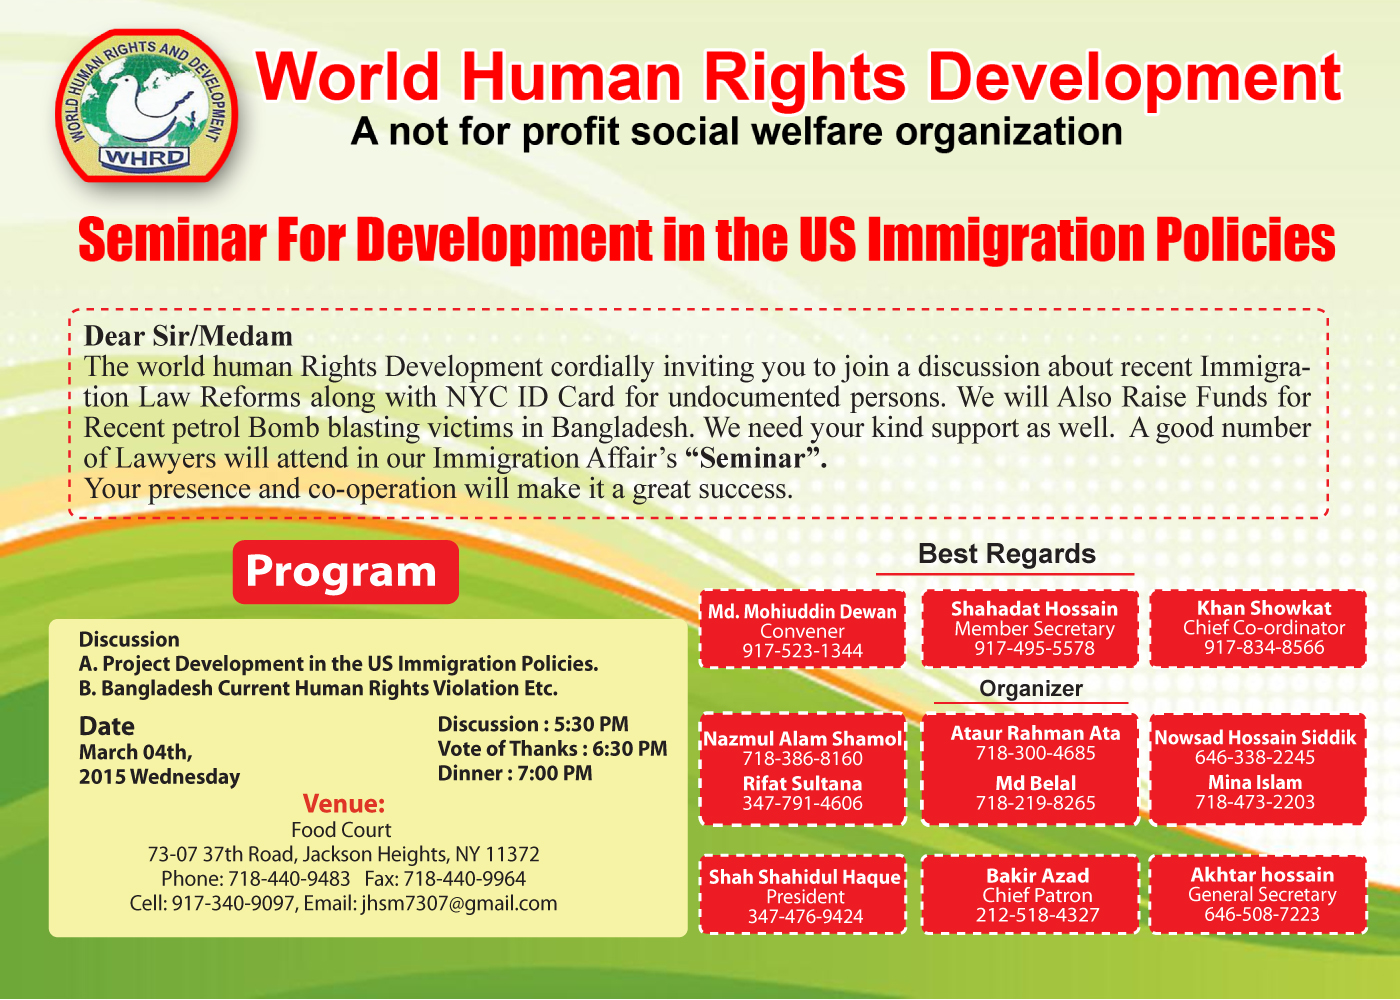 WORLD HUMAN RIGHTS AND DEVELOPMENT
WHRD
World Human Rights Development
A not for profit social welfare organization
Seminar For Development in the US Immigration Policies
Dear Sir/Medam
The world human Rights Development cordially inviting you to join a discussion about recent Immigra-
tion Law Reforms along with NYC ID Card for undocumented persons. We will Also Raise Funds for
Recent petrol Bomb blasting victims in Bangladesh. We need your kind support as well. A good number
of Lawyers will attend in our Immigration Affair’s “Seminar”.
Your presence and co-operation will make it a great success.
Program
Discussion
A. Project Development in the US Immigration Policies.
B. Bangladesh Current Human Rights Violation Etc.
Date
March 04th,
2015 Wednesday
Discussion : 5:30 PM
Vote of Thanks : 6:30 PM
Dinner : 7:00 PM
Venue:
Food Court
73-07 37th Road, Jackson Heights, NY 11372
Phone: 718-440-9483 Fax: 718-440-9964
Cell: 917-340-9097, Email: jhsm7307@gmail.com
Best Regards
Md. Mohiuddin Dewan
Convener
917-523-1344
Shahadat Hossain
Member Secretary
917-495-5578
Khan Showkat
Chief Co-ordinator
917-834-8566
Organizer
Nazmul Alam Shamol
718-386-8160
Rifat Sultana
347-791-4606
Ataur Rahman Ata
718-300-4685
Md Belal
718-219-8265
Nowsad Hossain Siddik
646-338-2245
Mina Islam
718-473-2203
Shah Shahidul Haque
President
347-476-9424
Bakir Azad
Chief Patron
212-518-4327
Akhtar hossain
General Secretary
646-508-7223